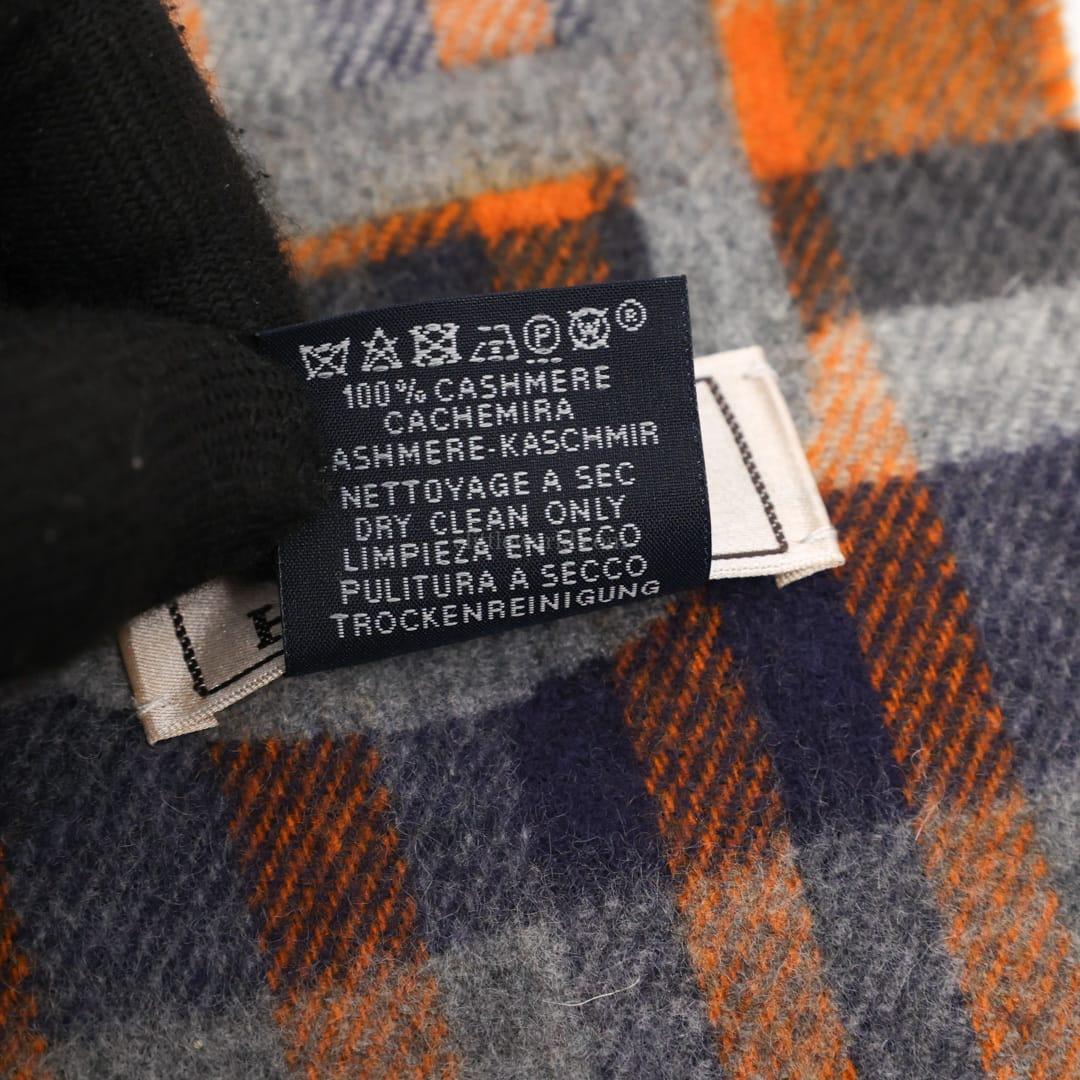 ®
100% CASHMERE
CACHEMIRA
ASHMERE-KASCHMIR
NETTOYAGE A SEC
DRY CLEAN ONLY
LIMPIEZA EN SECO
PULITURA A SECCO
TROCKENREINIGUNG
H